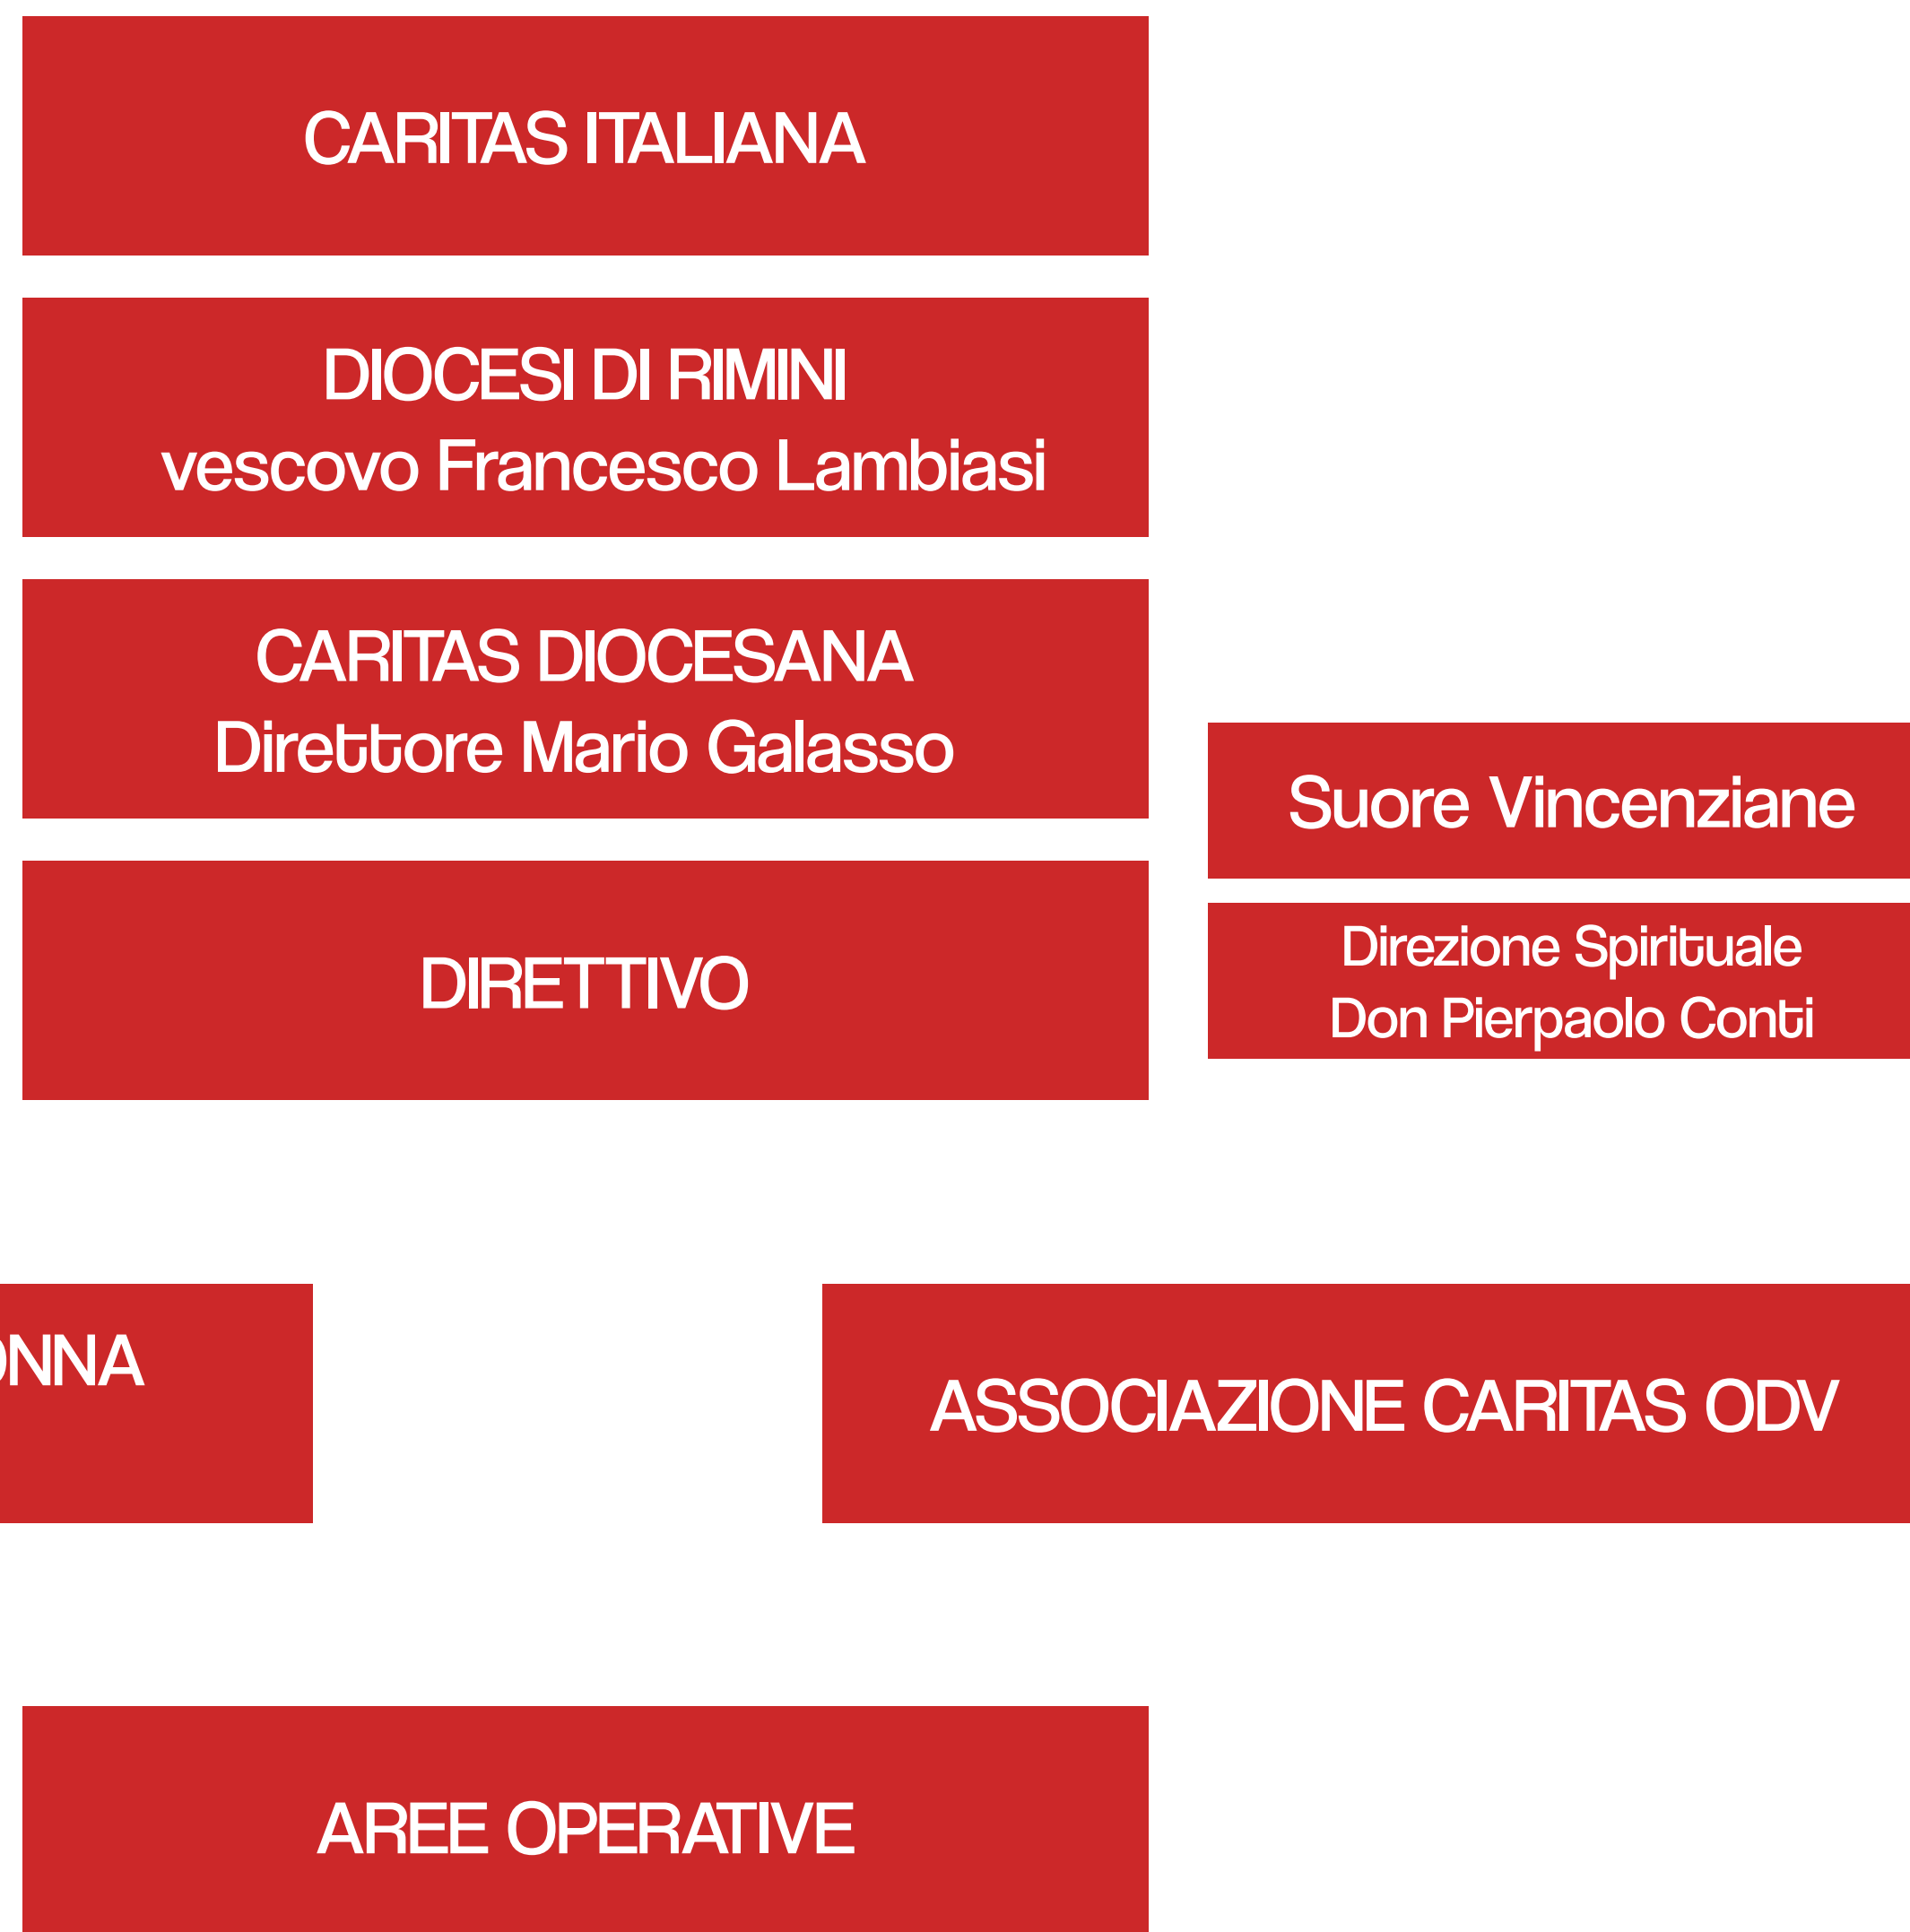 CARITAS ITALIANA
DIOCESI DI RIMINI
vescovo Francesco Lambiasi
CARITAS DIOCESANA
Direttore Mario Galasso
Suore Vincenziane
DIRETTIVO
Direzione Spirituale
Don Pierpaolo Conti
ASSOCIAZIONE CARITAS ODV
AREE OPERATIVE